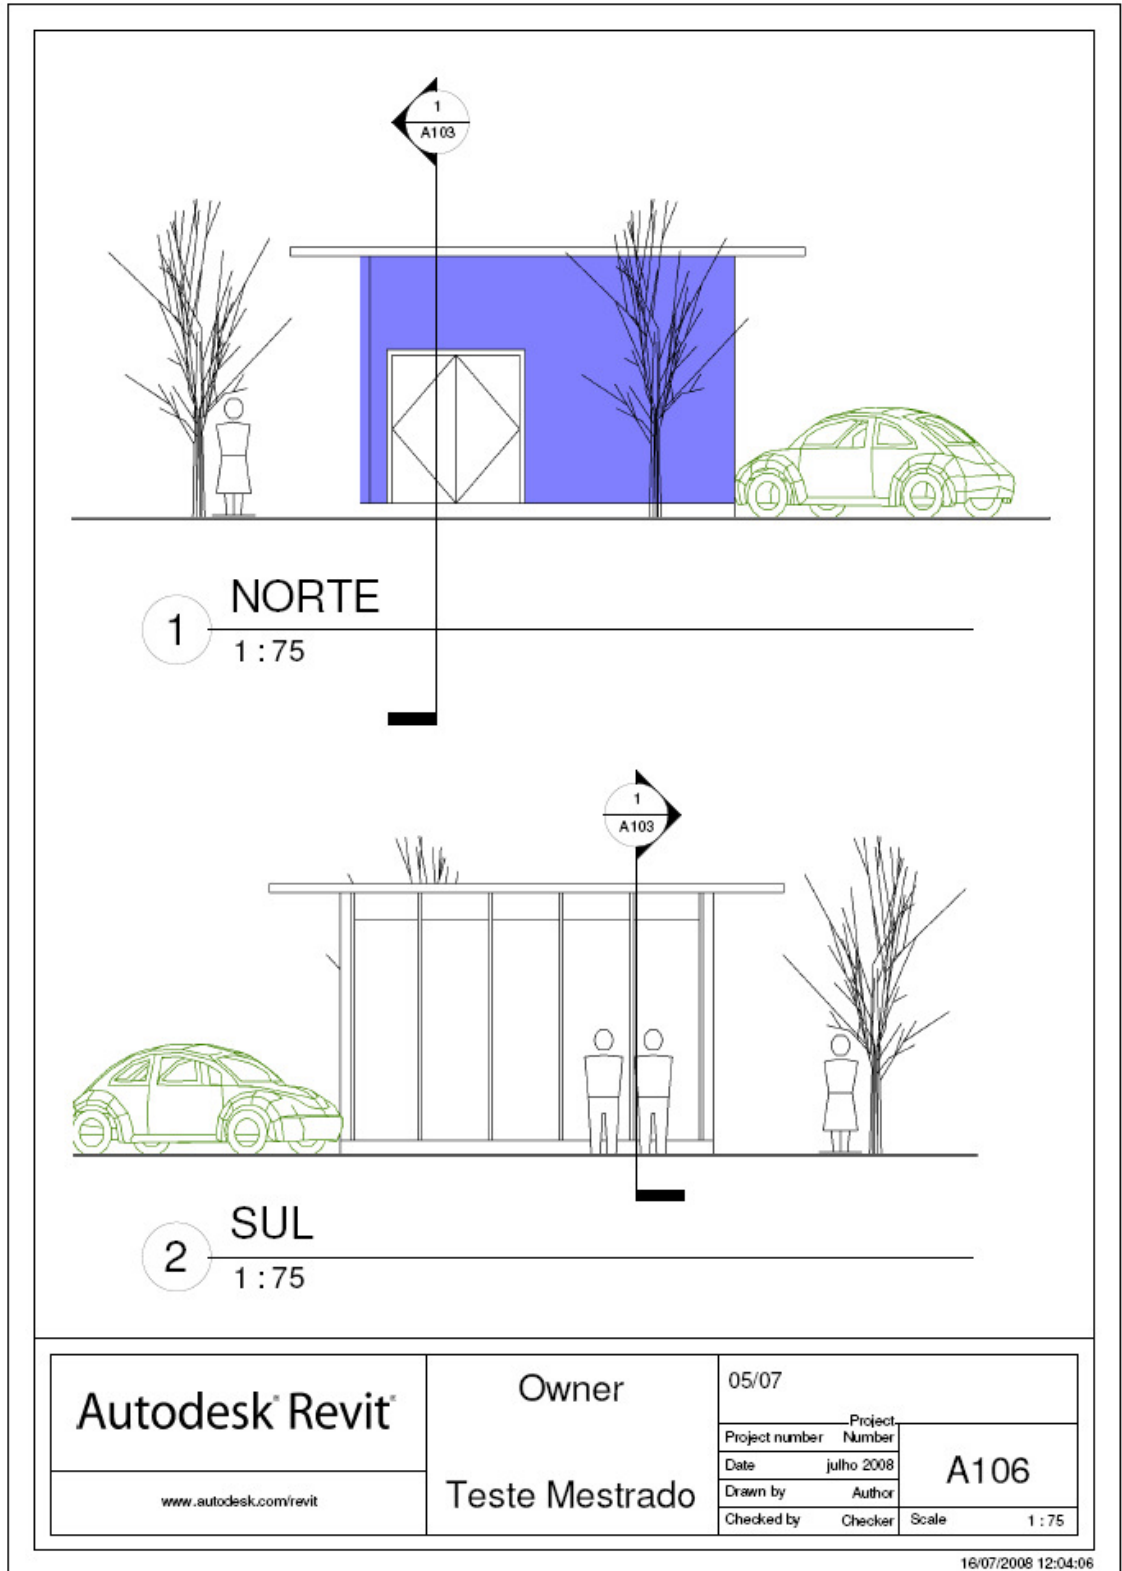 1
A103
NORTE
1
1 : 75
1
A103
SUL
2
1 : 75
Autodesk® Revit®
www.autodesk.com/revit
Owner
Teste Mestrado
05/07
Project number Project Number
Date julho 2008
Drawn by Author
Checked by Checker
A106
Scale 1 : 75
16/07/2008 12:04:06